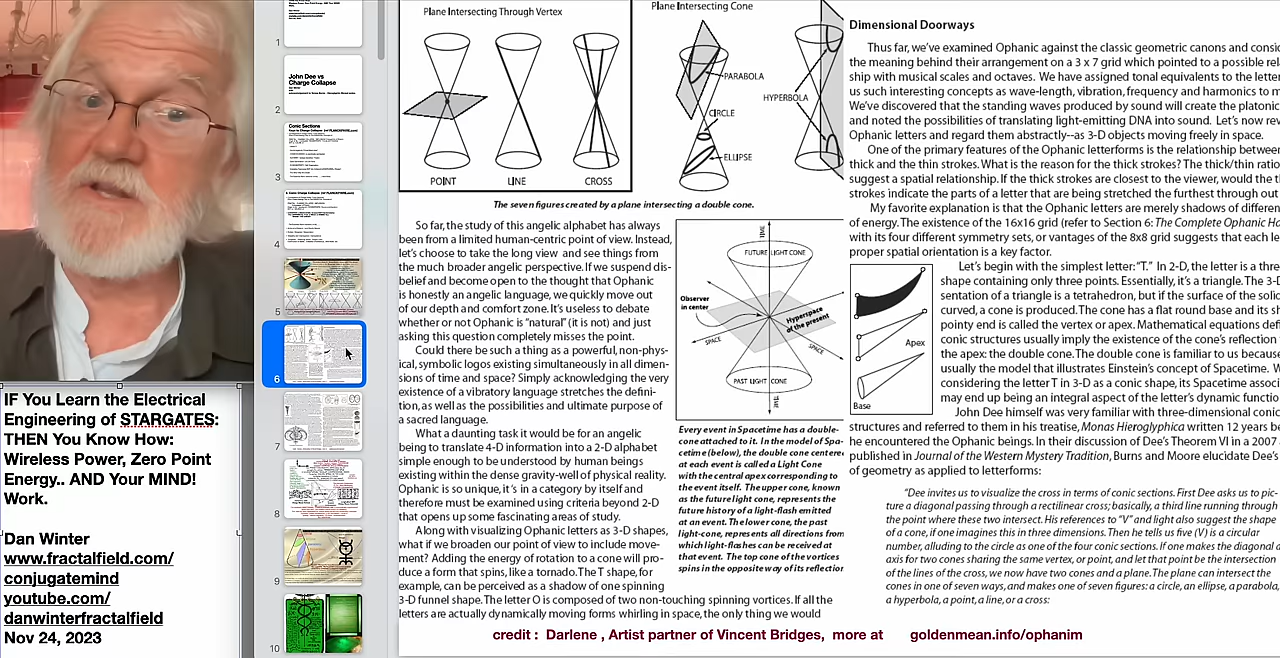 IF You Learn the Electrical
Engineering of STARGATES:
THEN You Know How:
Wireless Power, Zero Point
Energy.. AND Your MIND!
Work.
Dan Winter
www.fractalfield.com/
conjugatemind
youtube.com/
danwinterfractalfield
Nov 24, 2023
1
John Dee vs
Charge Collapse
2
Conic Sections
3
4
5
6
7
8
9
10
Plane Intersecting Through Vertex
POINT
LINE
CROSS
Plane Intersecting Cone
PARABOLA
CIRCLE
ELLIPSE
HYPERBOLA
The seven figures created by a plane intersecting a double cone.
So far, the study of this angelic alphabet has always
been from a limited human-centric point of view. Instead,
let's choose to take the long view and see things from
the much broader angelic perspective. If we suspend dis-
belief and become open to the thought that Ophanic
is honestly an angelic language, we quickly move out
of our depth and comfort zone. It's useless to debate
whether or not Ophanic is "natural" (it is not) and just
asking this question completely misses the point.
Could there be such a thing as a powerful, non-phys-
ical, symbolic logos existing simultaneously in all dimen-
sions of time and space? Simply acknowledging the very
existence of a vibratory language stretches the defini-
tion, as well as the possibilities and ultimate purpose of
a sacred language.
What a daunting task it would be for an angelic
being to translate 4-D information into a 2-D alphabet
simple enough to be understood by human beings
existing within the dense gravity-well of physical reality.
Ophanic is so unique, it's in a category by itself and
therefore must be examined using criteria beyond 2-D
that opens up some fascinating areas of study.
Along with visualizing Ophanic letters as 3-D shapes,
what if we broaden our point of view to include move-
ment? Adding the energy of rotation to a cone will pro-
duce a form that spins, like a tornado. The T shape, for
example, can be perceived as a shadow of one spinning
3-D funnel shape. The letter O is composed of two non-touching spinning vortices. If all the
letters are actually dynamically moving forms whirling in space, the only thing we would
TIME
FUTURE LIGHT CONE
Observer
in center
Hyperspace
of the present
SPACE
SPACE
PAST LIGHT CONE
TIME
Every event in Spacetime has a double-
cone attached to it. In the model of Spa-
cetime (below), the double cone centere
at each event is called its Light Cone
with the central apex corresponding to
the event itself. The upper cone, known
as the future light cone, represents the
future history of a light-flash emitted
at an event. The lower cone, the past
light-cone, represents all directions from
which light-flashes can be received at
that event. The top cone of the vortices
spins in the opposite way of its reflection
Dimensional Doorways
Thus far, we've examined Ophanic against the classic geometric canons and consid
the meaning behind their arrangement on a 3 x 7 grid which pointed to a possible rela
ship with musical scales and octaves. We have assigned tonal equivalents to the letter
us such interesting concepts as wave-length, vibration, frequency and harmonics to m
We've discovered that the standing waves produced by sound will create the platonic
and noted the possibilities of translating light-emitting DNA into sound. Let's now rev
Ophanic letters and regard them directly--as 3-D objects moving freely in space.
One of the primary features of the Ophanic letterforms is the relationship between
thick and the thin strokes. What is the reason for the thick strokes? The thick/thin ratio
suggest a spatial relationship. If the thick strokes are closest to the viewer, would the th
strokes indicate the parts of the letter to be being stretched or thrust through out
My favorite explanation is that the Ophanic letters are merely shadows of different
of energy. The existence of the 16x16 grid (reference Section 6: The Complete Ophanic Ha
with its four different symmetry sets, or vantages of the 8x8 grid suggests that each le
proper spatial orientation is a key factor.
Let's begin with the simplest letter: "T." In 2-D, the letter is a three
shape containing only three points. Essentially, it's a triangle. The 3-D
sentation of a triangle is a tetrahedron, but if the surface of the solid
curved, a cone is produced. The cone has a flat round base and its sh
pointy end is called the vertex or apex. Mathematical equations defi
conic structures usually imply the existence of the cone's reflection
the apex: the double cone. The double cone is familiar to us because
usually the model that illustrates Einstein's concept of Spacetime. W
considering the letter T in 3-D as a conic shape, its Spacetime assoc
may end up being an integral aspect of the letter's dynamic function
Apex
Base
John Dee himself was very familiar with three-dimensional conic
structures and referred to them in his treatise, Monas Hieroglyphica written 12 years be
he encountered the Ophanic beings. In their discussion of Dee's Theorem VI in a 2007
published in Journal of the Western Mystery Tradition, Burns and Moore elucidate Dee's
of geometry as applied to letterforms:
"Dee invites us to visualize the cross in terms of conic sections. First Dee asks us to pic-
ture a diagonal passing through a rectilinear cross; basically, a third line running through
the point where these two intersect. His reference to "V" and light also suggest the shape
of a cone, if one imagines this in three dimensions. Then he tells us five (V) is a circular
number, alluding to the circle as one of the four conic sections. If one makes the diagonal a
axis for two cones sharing the same vertex, or point, and let that point be the intersection
of the lines of the cross, we now have two cones and a plane. The plane can intersect the
cones in one of seven ways, and makes one of seven figures: a circle, an ellipse, a parabola,
a hyperbola, a point, a line, or a cross:
credit : Darlene , Artist partner of Vincent Bridges, more at goldenmean.info/ophanim